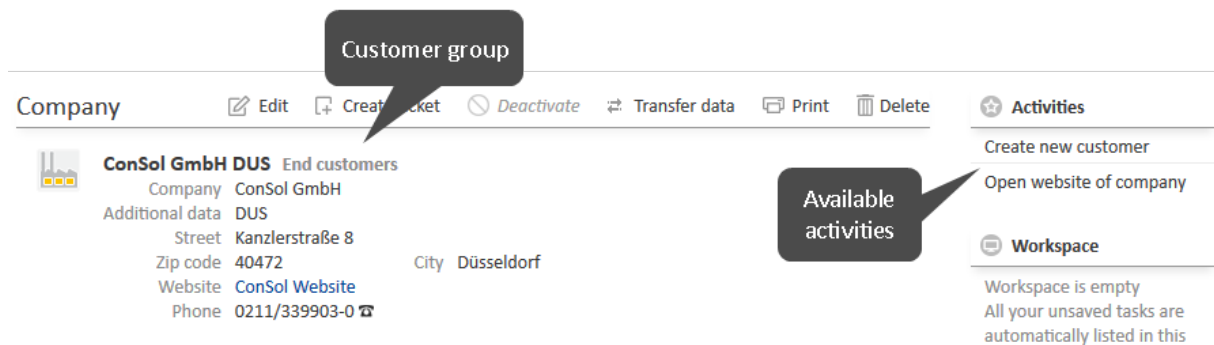 Customer group
Company Edit Create ticket Deactivate Transfer data Print Delete
ConSol GmbH DUS End customers
Company ConSol GmbH
Additional data DUS
Street Kanzlerstraße 8
Zip code 40472 City Düsseldorf
Website ConSol Website
Phone 0211/339903-0 ☎
Activities
Create new customer
Open website of company
Available
activities
Workspace
Workspace is empty
All your unsaved tasks are
automatically listed in this